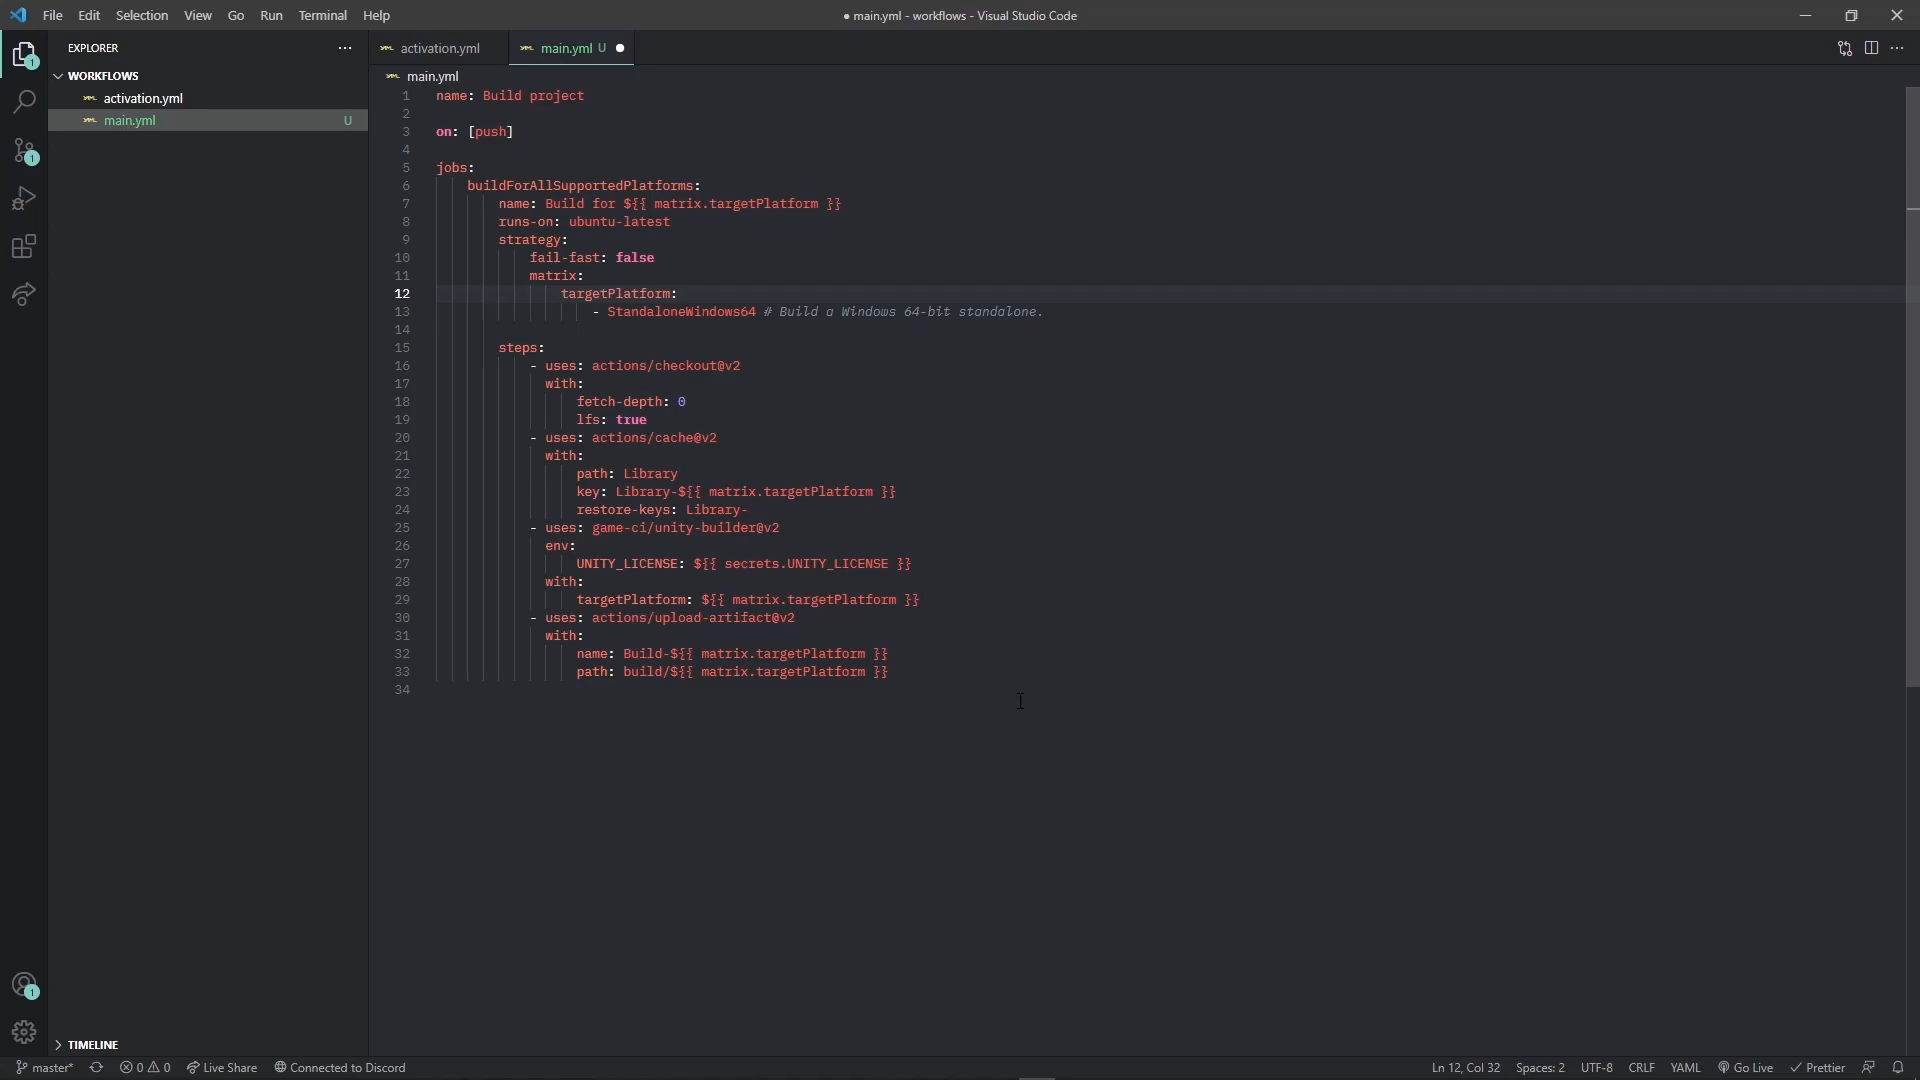 File Edit Selection View Go Run Terminal Help
● main.yml - workflows - Visual Studio Code
EXPLORER
WORKFLOWS
activation.yml
main.yml U
TIMELINE
activation.yml
main.yml U
main.yml
1 name: Build project
2
3 on: [push]
4
5 jobs:
6 buildForAllSupportedPlatforms:
7 name: Build for ${{ matrix.targetPlatform }}
8 runs-on: ubuntu-latest
9 strategy:
10 fail-fast: false
11 matrix:
12 targetPlatform:
13 - StandaloneWindows64 # Build a Windows 64-bit standalone.
14
15 steps:
16 - uses: actions/checkout@v2
17 with:
18 fetch-depth: 0
19 lfs: true
20 - uses: actions/cache@v2
21 with:
22 path: Library
23 key: Library-${{ matrix.targetPlatform }}
24 restore-keys: Library-
25 - uses: game-ci/unity-builder@v2
26 env:
27 UNITY_LICENSE: ${{ secrets.UNITY_LICENSE }}
28 with:
29 targetPlatform: ${{ matrix.targetPlatform }}
30 - uses: actions/upload-artifact@v2
31 with:
32 name: Build-${{ matrix.targetPlatform }}
33 path: build/${{ matrix.targetPlatform }}
34
1
1
1
master* 0 0 Live Share Connected to Discord
Ln 12, Col 32 Spaces: 2 UTF-8 CRLF YAML Go Live Prettier